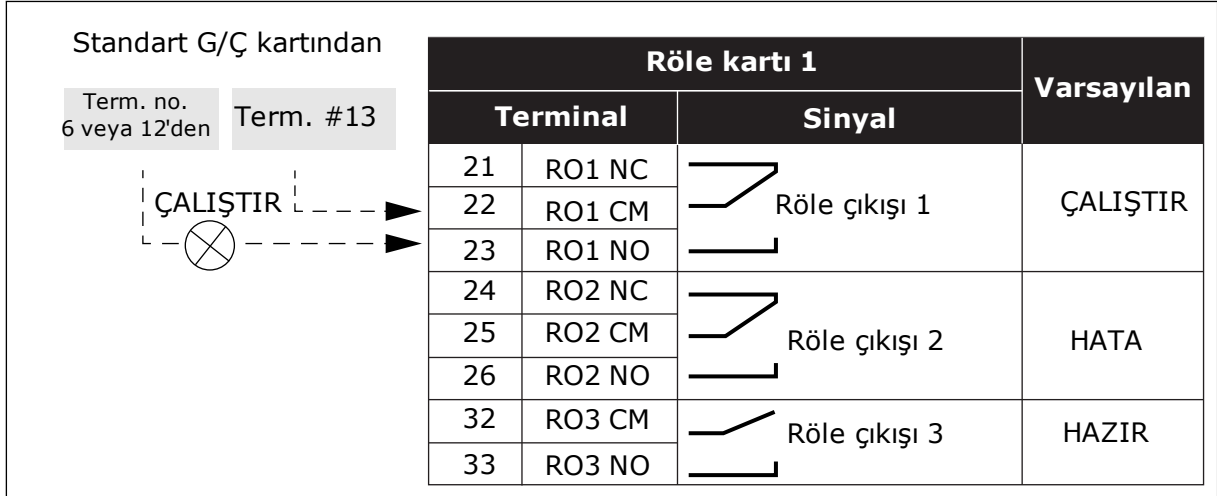 Standart G/Ç kartından
Term. no.
6 veya 12'den
Term. #13
ÇALIŞTIR
Röle kartı 1
Varsayılan
Terminal
Sinyal
21 RO1 NC
22 RO1 CM
23 RO1 NO
Röle çıkışı 1
ÇALIŞTIR
24 RO2 NC
25 RO2 CM
26 RO2 NO
Röle çıkışı 2
HATA
32 RO3 CM
33 RO3 NO
Röle çıkışı 3
HAZIR